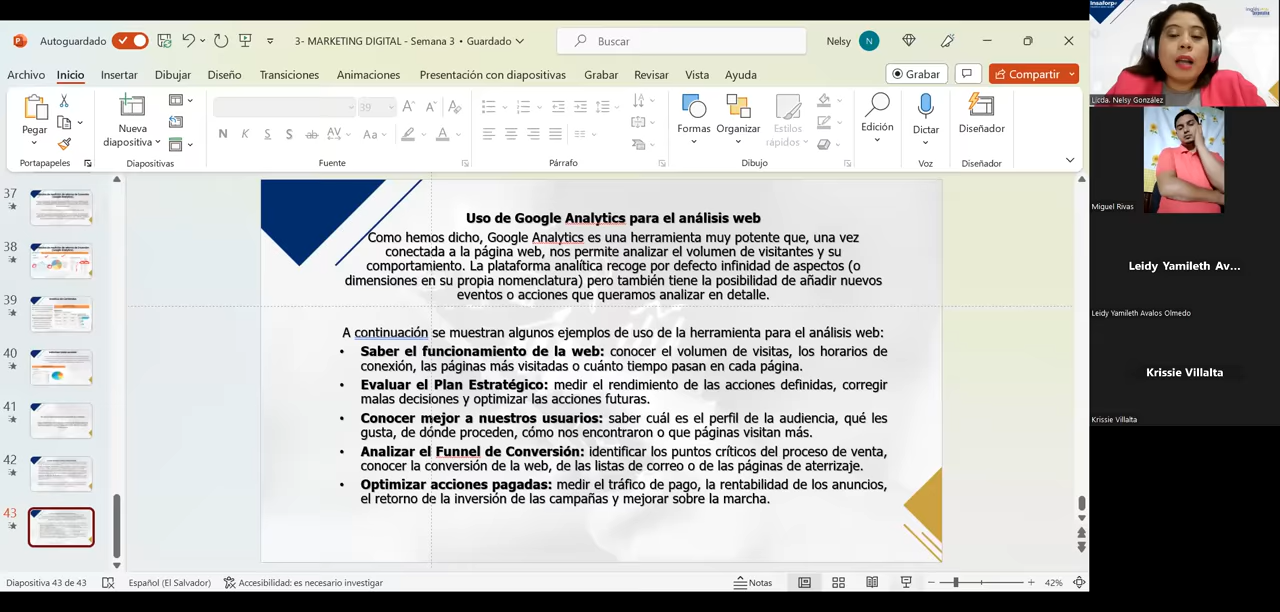 Autoguardado
3- MARKETING DIGITAL - Semana 3 • Guardado
Buscar
Nelsy
N
Archivo Inicio Insertar Dibujar Diseño Transiciones Animaciones Presentación con diapositivas Grabar Revisar Vista Ayuda
Grabar
Compartir
Pegar
Nueva
diapositiva
39
N K S S ab AV Aa A
Formas Organizar Estilos
rápidos
Edición
Dictar
Diseñador
Portapapeles Diapositivas Fuente Párrafo Dibujo Voz Diseñador
37
38
39
40
41
42
43
Uso de Google Analytics para el análisis web
Como hemos dicho, Google Analytics es una herramienta muy potente que, una vez
conectada a la página web, nos permite analizar el volumen de visitantes y su
comportamiento. La plataforma analítica recoge por defecto infinidad de aspectos (o
dimensiones en su propia nomenclatura) pero también tiene la posibilidad de añadir nuevos
eventos o acciones que queramos analizar en detalle.
A continuación se muestran algunos ejemplos de uso de la herramienta para el análisis web:
• Saber el funcionamiento de la web: conocer el volumen de visitas, los horarios de
conexión, las páginas más visitadas o cuánto tiempo pasan en cada página.
• Evaluar el Plan Estratégico: medir el rendimiento de las acciones definidas, corregir
malas decisiones y optimizar las acciones futuras.
• Conocer mejor a nuestros usuarios: saber cuál es el perfil de la audiencia, qué les
gusta, de dónde proceden, cómo nos encontraron o que páginas visitan más.
• Analizar el Funnel de Conversión: identificar los puntos críticos del proceso de venta,
conocer la conversión de la web, de las listas de correo o de las páginas de aterrizaje.
• Optimizar acciones pagadas: medir el tráfico de pago, la rentabilidad de los anuncios,
el retorno de la inversión de las campañas y mejorar sobre la marcha.
Diapositiva 43 de 43
Español (El Salvador)
Accesibilidad: es necesario investigar
Notas
42%
Insaforp
Licda. Nelsy González
Miguel Rivas
Leidy Yamileth Av...
Leidy Yamileth Avalos Olmedo
Krissie Villalta
Krissie Villalta